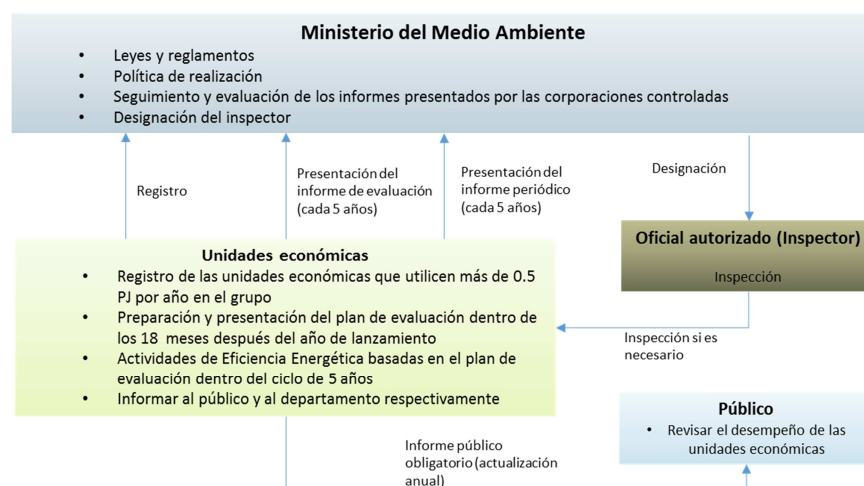 Ministerio del Medio Ambiente
• Leyes y reglamentos
• Política de realización
• Seguimiento y evaluación de los informes presentados por las corporaciones controladas
• Designación del inspector
Registro
Presentación del
informe de evaluación
(cada 5 años)
Presentación del
informe periódico
(cada 5 años)
Designación
Oficial autorizado (Inspector)
Inspección
Unidades económicas
• Registro de las unidades económicas que utilicen más de 0.5
PJ por año en el grupo
• Preparación y presentación del plan de evaluación dentro de
los 18 meses después del año de lanzamiento
• Actividades de Eficiencia Energética basadas en el plan de
evaluación dentro del ciclo de 5 años
• Informar al público y al departamento respectivamente
Inspección si es
necesario
Público
• Revisar el desempeño de las
unidades económicas
Informe público
obligatorio (actualización
anual)